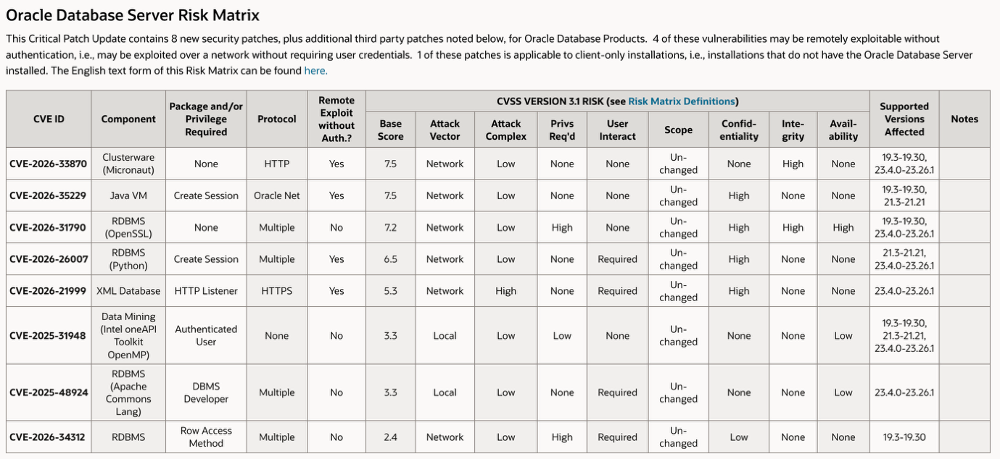 Oracle Database Server Risk Matrix
This Critical Patch Update contains 8 new security patches, plus additional third party patches noted below, for Oracle Database Products.  4 of these vulnerabilities may be remotely exploitable without
authentication, i.e., may be exploited over a network without requiring user credentials.  1 of these patches is applicable to client-only installations, i.e., installations that do not have the Oracle Database Server
installed. The English text form of this Risk Matrix can be found here.
CVE ID
Component
Package and/or
Privilege
Required
Protocol
Remote
Exploit
without
Auth.?
CVSS VERSION 3.1 RISK (see Risk Matrix Definitions)
Base
Score
Attack
Vector
Attack
Complex
Privs
Req'd
User
Interact
Scope
Confid-
entiality
Inte-
grity
Avail-
ability
Supported
Versions
Affected
Notes
CVE-2026-33870
Clusterware
(Micronaut)
None
HTTP
Yes
7.5
Network
Low
None
None
Un-
changed
None
High
None
19.3-19.30,
23.4.0-23.26.1
CVE-2026-35229
Java VM
Create Session
Oracle Net
Yes
7.5
Network
Low
None
None
Un-
changed
High
None
None
19.3-19.30,
21.3-21.21
CVE-2026-31790
RDBMS
(OpenSSL)
None
Multiple
No
7.2
Network
Low
High
None
Un-
changed
High
High
High
19.3-19.30,
23.4.0-23.26.1
CVE-2026-26007
RDBMS
(Python)
Create Session
Multiple
Yes
6.5
Network
Low
None
Required
Un-
changed
High
None
None
21.3-21.21,
23.4.0-23.26.1
CVE-2026-21999
XML Database
HTTP Listener
HTTPS
Yes
5.3
Network
High
None
Required
Un-
changed
High
None
None
23.4.0-23.26.1
CVE-2025-31948
Data Mining
(Intel oneAPI
Toolkit
OpenMP)
Authenticated
User
None
No
3.3
Local
Low
Low
None
Un-
changed
None
None
Low
19.3-19.30,
21.3-21.21,
23.4.0-23.26.1
CVE-2025-48924
RDBMS
(Apache
Commons
Lang)
DBMS
Developer
Multiple
No
3.3
Local
Low
None
Required
Un-
changed
None
None
Low
23.4.0-23.26.1
CVE-2026-34312
RDBMS
Row Access
Method
Multiple
No
2.4
Network
Low
High
Required
Un-
changed
Low
None
None
19.3-19.30